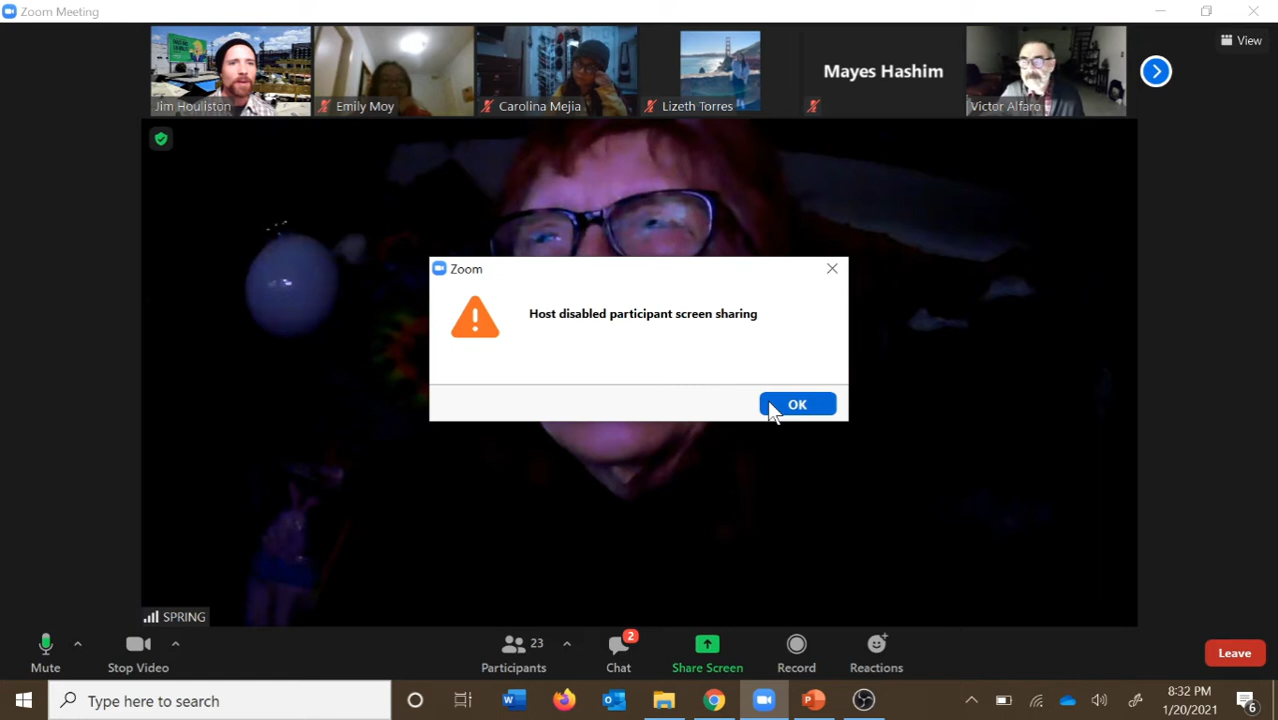 Zoom Meeting
View
Jim Houliston
Emily Moy
Carolina Mejia
Lizeth Torres
Mayes Hashim
Victor Alfaro
Zoom
Host disabled participant screen sharing
OK
SPRING
Mute
Stop Video
Participants
23
Chat
2
Share Screen
Record
Reactions
Leave
Type here to search
8:32 PM
1/20/2021
6